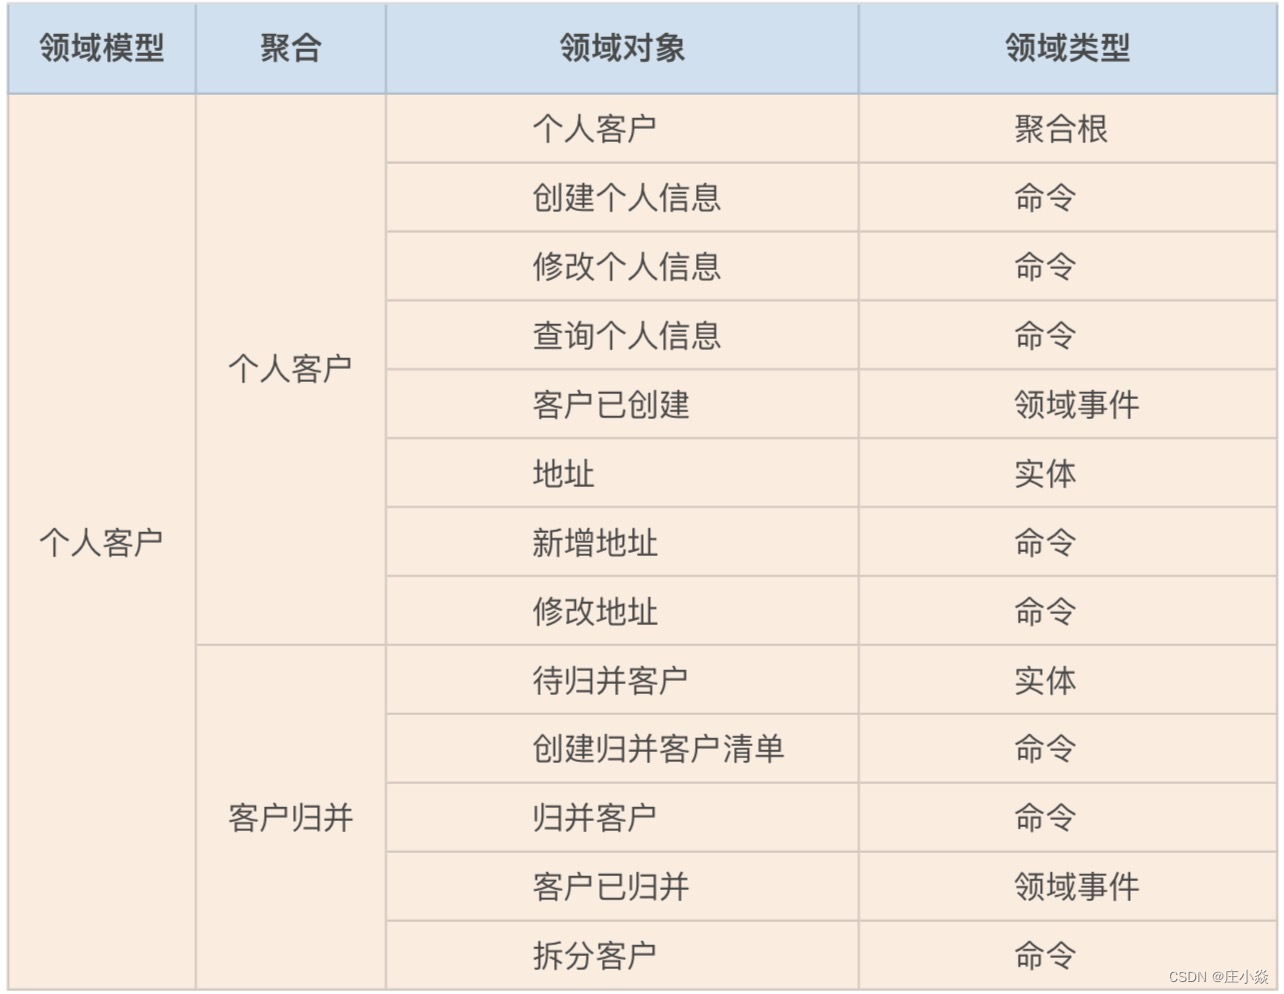 领域模型 聚合 领域对象 领域类型
个人客户 聚合根
创建个人信息 命令
修改个人信息 命令
查询个人信息 命令
个人客户
客户已创建 领域事件
地址 实体
个人客户
新增地址 命令
修改地址 命令
待归并客户 实体
创建归并客户清单 命令
客户归并
归并客户 命令
客户已归并 领域事件
拆分客户 命令
CSDN @庄小焱